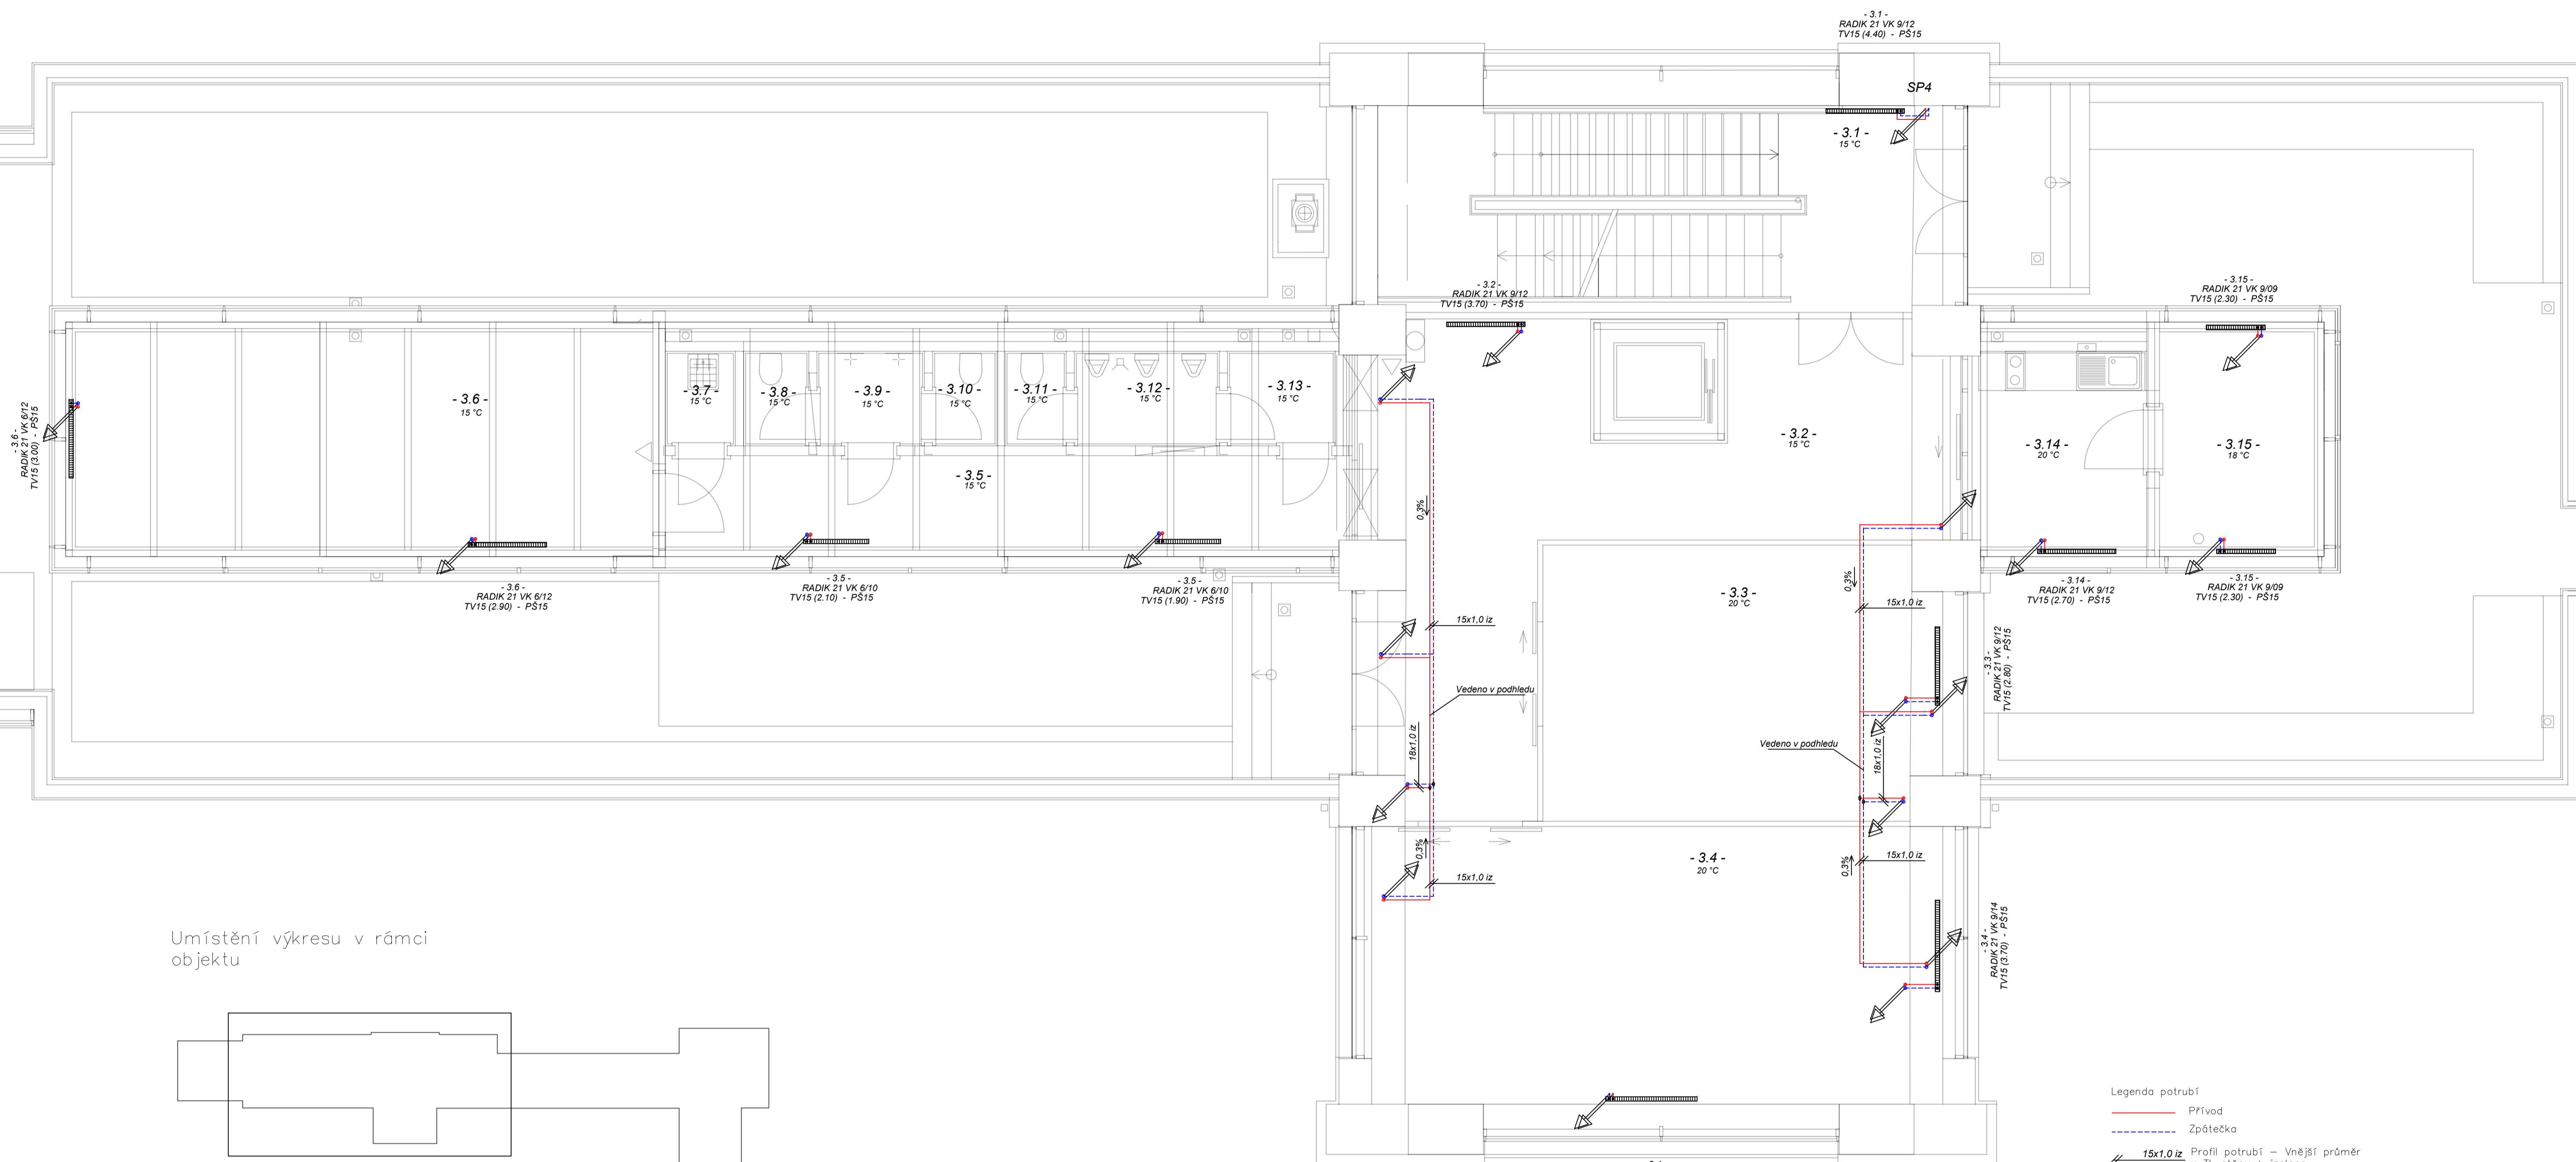 - 3.1 -
RADIK 21 VK 9/12
TV15 (4.40) - PŠ15
SP4
- 3.1 -
15 °C
- 3.2 -
RADIK 21 VK 9/12
TV15 (3.70) - PŠ15
- 3.15 -
RADIK 21 VK 9/09
TV15 (2.30) - PŠ15
- 3.6 -
RADIK 21 VK 6/12
TV15 (3.00) - PŠ15
- 3.6 -
15 °C
- 3.7 -
15 °C
- 3.8 -
15 °C
- 3.9 -
15 °C
- 3.10 -
15 °C
- 3.11 -
15 °C
- 3.12 -
15 °C
- 3.13 -
15 °C
- 3.5 -
15 °C
- 3.2 -
15 °C
- 3.14 -
20 °C
- 3.15 -
18 °C
0,3%
0,3%
- 3.6 -
RADIK 21 VK 6/12
TV15 (2.90) - PŠ15
- 3.5 -
RADIK 21 VK 6/10
TV15 (2.10) - PŠ15
- 3.5 -
RADIK 21 VK 6/10
TV15 (1.90) - PŠ15
- 3.14 -
RADIK 21 VK 9/12
TV15 (2.70) - PŠ15
- 3.15 -
RADIK 21 VK 9/09
TV15 (2.30) - PŠ15
- 3.3 -
20 °C
15x1,0 iz
15x1,0 iz
- 3.3 -
RADIK 21 VK 9/12
TV15 (2.80) - PŠ15
Vedeno v podhledu
Vedeno v podhledu
18x1,0 iz
18x1,0 iz
0,3%
0,3%
- 3.4 -
20 °C
15x1,0 iz
15x1,0 iz
- 3.4 -
RADIK 21 VK 9/14
TV15 (3.70) - PŠ15
Umístění výkresu v rámci
objektu
Legenda potrubí
Přívod
Zpátečka
15x1,0 iz Profil potrubí – Vnější průměr